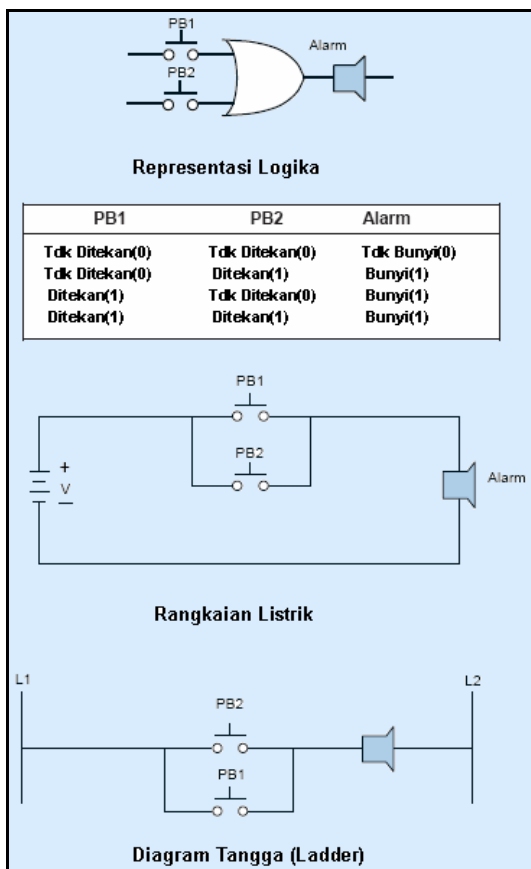 PB1
Alarm
PB2
Representasi Logika
PB1 PB2 Alarm
Tdk Ditekan(0) Tdk Ditekan(0) Tdk Bunyi(0)
Tdk Ditekan(0) Ditekan(1) Bunyi(1)
Ditekan(1) Tdk Ditekan(0) Bunyi(1)
Ditekan(1) Ditekan(1) Bunyi(1)
PB1
PB2
+
V
–
Alarm
Rangkaian Listrik
L1 L2
PB2
PB1
Diagram Tangga (Ladder)